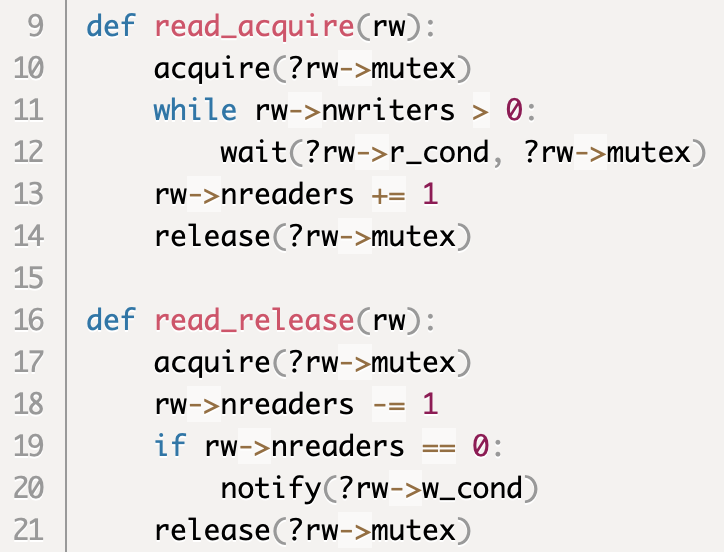 9 def read_acquire(rw):
10     acquire(?rw->mutex)
11     while rw->nwriters > 0:
12         wait(?rw->r_cond, ?rw->mutex)
13     rw->nreaders += 1
14     release(?rw->mutex)
15
16 def read_release(rw):
17     acquire(?rw->mutex)
18     rw->nreaders -= 1
19     if rw->nreaders == 0:
20         notify(?rw->w_cond)
21     release(?rw->mutex)